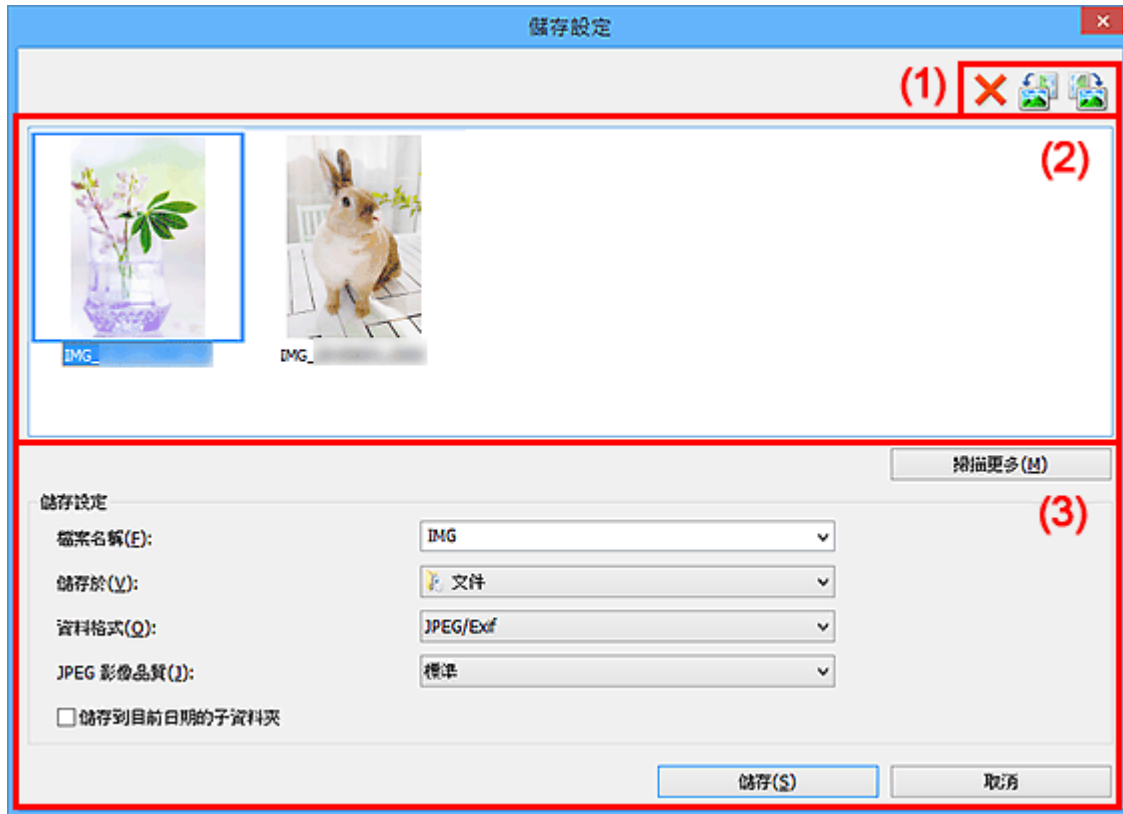 儲存設定
(1)
(2)
IMG_
IMG_
掃描更多(M)
儲存設定
(3)
檔案名稱(F):
IMG
儲存於(V):
文件
資料格式(O):
JPEG/Exif
JPEG 影像品質(J):
標準
儲存到目前日期的子資料夾
儲存(S)
取消